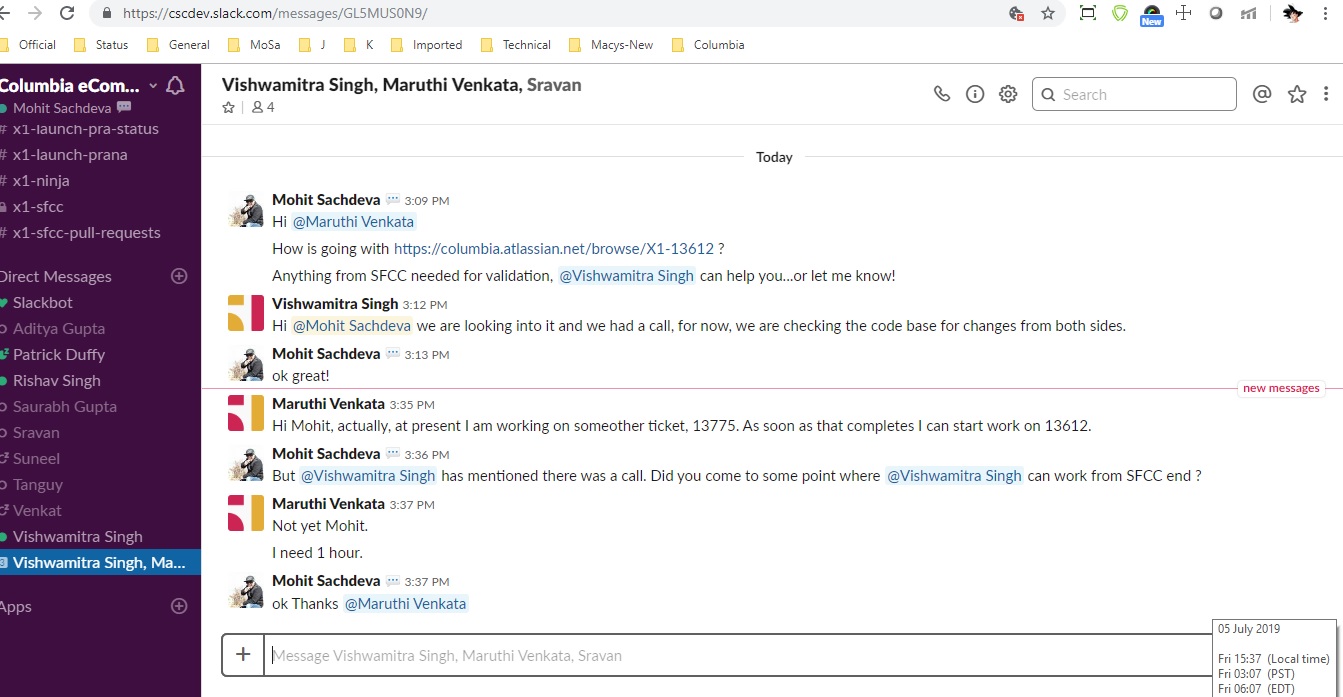 https://cscdev.slack.com/messages/GL5MUS0N9/
New
Official Status General MoSa J K Imported Technical Macys-New Columbia
Columbia eCom...
Mohit Sachdeva
# x1-launch-pra-status
# x1-launch-prana
# x1-ninja
x1-sfcc
# x1-sfcc-pull-requests
Direct Messages
Slackbot
Aditya Gupta
Patrick Duffy
Rishav Singh
Saurabh Gupta
Sravan
Suneel
Tanguy
Venkat
Vishwamitra Singh
3 Vishwamitra Singh, Ma...
Apps
Vishwamitra Singh, Maruthi Venkata, Sravan
4
Search
Today
Mohit Sachdeva 3:09 PM
Hi @Maruthi Venkata
How is going with https://columbia.atlassian.net/browse/X1-13612 ?
Anything from SFCC needed for validation, @Vishwamitra Singh can help you...or let me know!
Vishwamitra Singh 3:12 PM
Hi @Mohit Sachdeva we are looking into it and we had a call, for now, we are checking the code base for changes from both sides.
Mohit Sachdeva 3:13 PM
ok great!
new messages
Maruthi Venkata 3:35 PM
Hi Mohit, actually, at present I am working on someother ticket, 13775. As soon as that completes I can start work on 13612.
Mohit Sachdeva 3:36 PM
But @Vishwamitra Singh has mentioned there was a call. Did you come to some point where @Vishwamitra Singh can work from SFCC end ?
Maruthi Venkata 3:37 PM
Not yet Mohit.
I need 1 hour.
Mohit Sachdeva 3:37 PM
ok Thanks @Maruthi Venkata
Message Vishwamitra Singh, Maruthi Venkata, Sravan
05 July 2019
Fri 15:37 (Local time)
Fri 03:07 (PST)
Fri 06:07 (EDT)